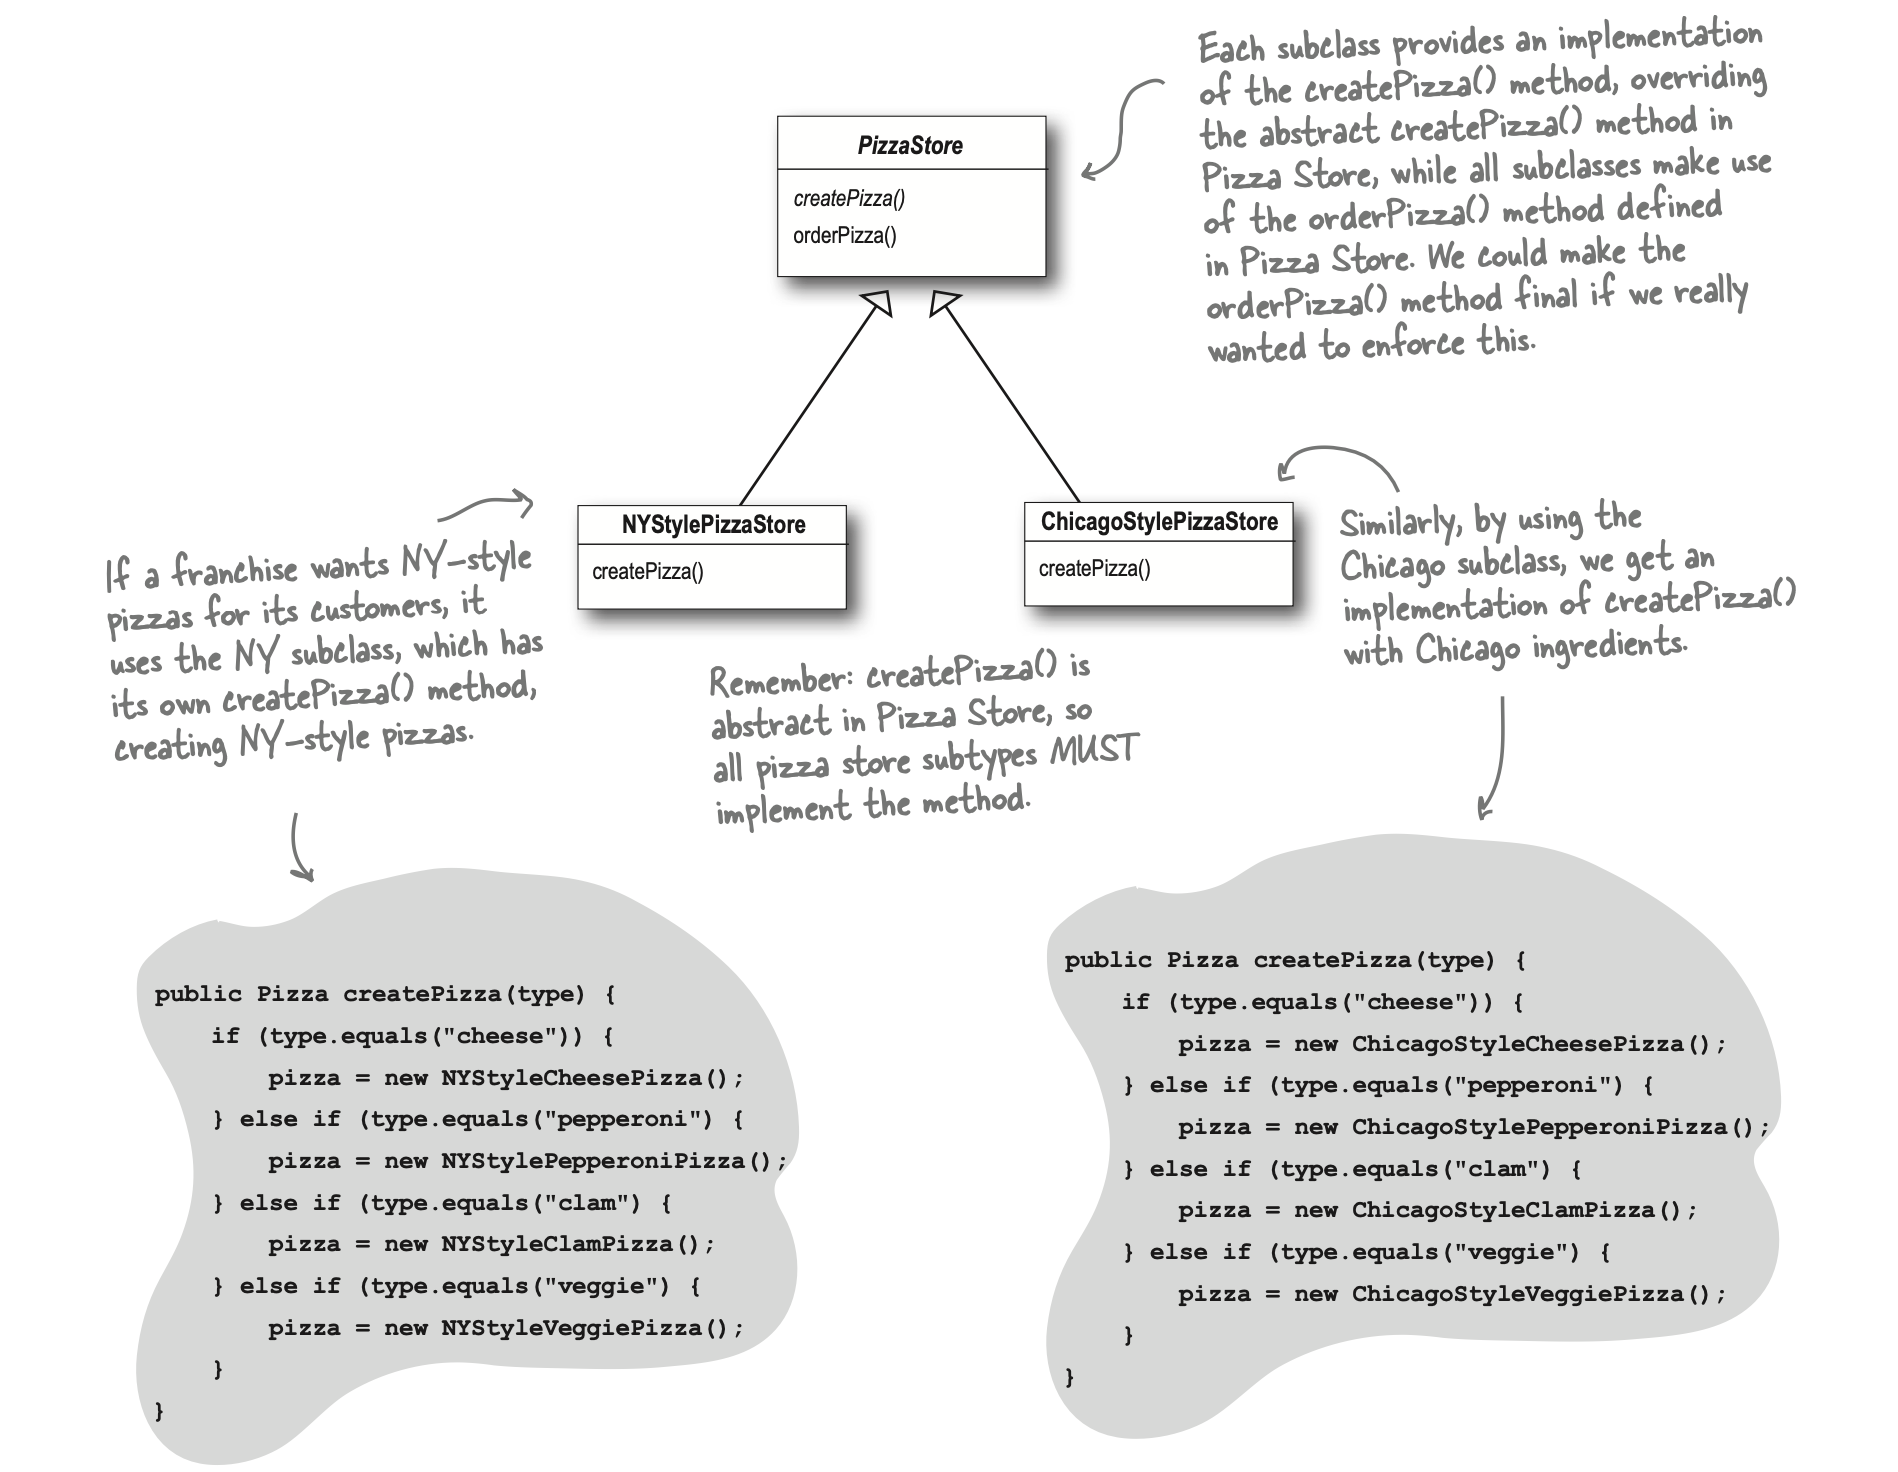 Each subclass provides an implementation
of the createPizza() method, overriding
the abstract createPizza() method in
Pizza Store, while all subclasses make use
of the orderPizza() method defined
in Pizza Store. We could make the
orderPizza() method final if we really
wanted to enforce this.
PizzaStore
createPizza()
orderPizza()
NYStylePizzaStore
createPizza()
ChicagoStylePizzaStore
createPizza()
If a franchise wants NY-style
pizzas for its customers, it
uses the NY subclass, which has
its own createPizza() method,
creating NY-style pizzas.
Similarly, by using the
Chicago subclass, we get an
implementation of createPizza()
with Chicago ingredients.
Remember: createPizza() is
abstract in Pizza Store, so
all pizza store subtypes MUST
implement the method.
public Pizza createPizza(type) {
    if (type.equals("cheese")) {
        pizza = new NYStyleCheesePizza();
    } else if (type.equals("pepperoni") {
        pizza = new NYStylePepperoniPizza();
    } else if (type.equals("clam") {
        pizza = new NYStyleClamPizza();
    } else if (type.equals("veggie") {
        pizza = new NYStyleVeggiePizza();
    }
}
public Pizza createPizza(type) {
    if (type.equals("cheese")) {
        pizza = new ChicagoStyleCheesePizza();
    } else if (type.equals("pepperoni") {
        pizza = new ChicagoStylePepperoniPizza();
    } else if (type.equals("clam") {
        pizza = new ChicagoStyleClamPizza();
    } else if (type.equals("veggie") {
        pizza = new ChicagoStyleVeggiePizza();
    }
}